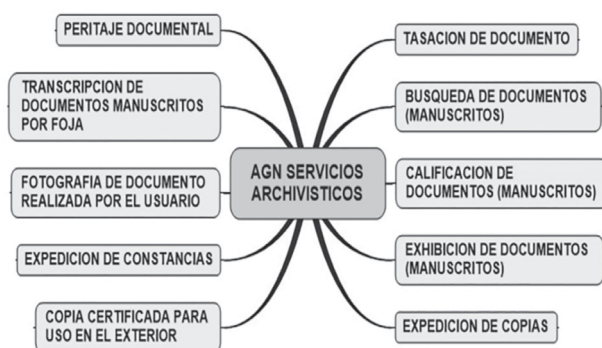 PERITAJE DOCUMENTAL
TRANSCRIPCION DE
DOCUMENTOS MANUSCRITOS
POR FOJA
FOTOGRAFIA DE DOCUMENTO
REALIZADA POR EL USUARIO
EXPEDICION DE CONSTANCIAS
COPIA CERTIFICADA PARA
USO EN EL EXTERIOR
AGN SERVICIOS
ARCHIVISTICOS
TASACION DE DOCUMENTO
BUSQUEDA DE DOCUMENTOS
(MANUSCRITOS)
CALIFICACION DE
DOCUMENTOS (MANUSCRITOS)
EXHIBICION DE DOCUMENTOS
(MANUSCRITOS)
EXPEDICION DE COPIAS